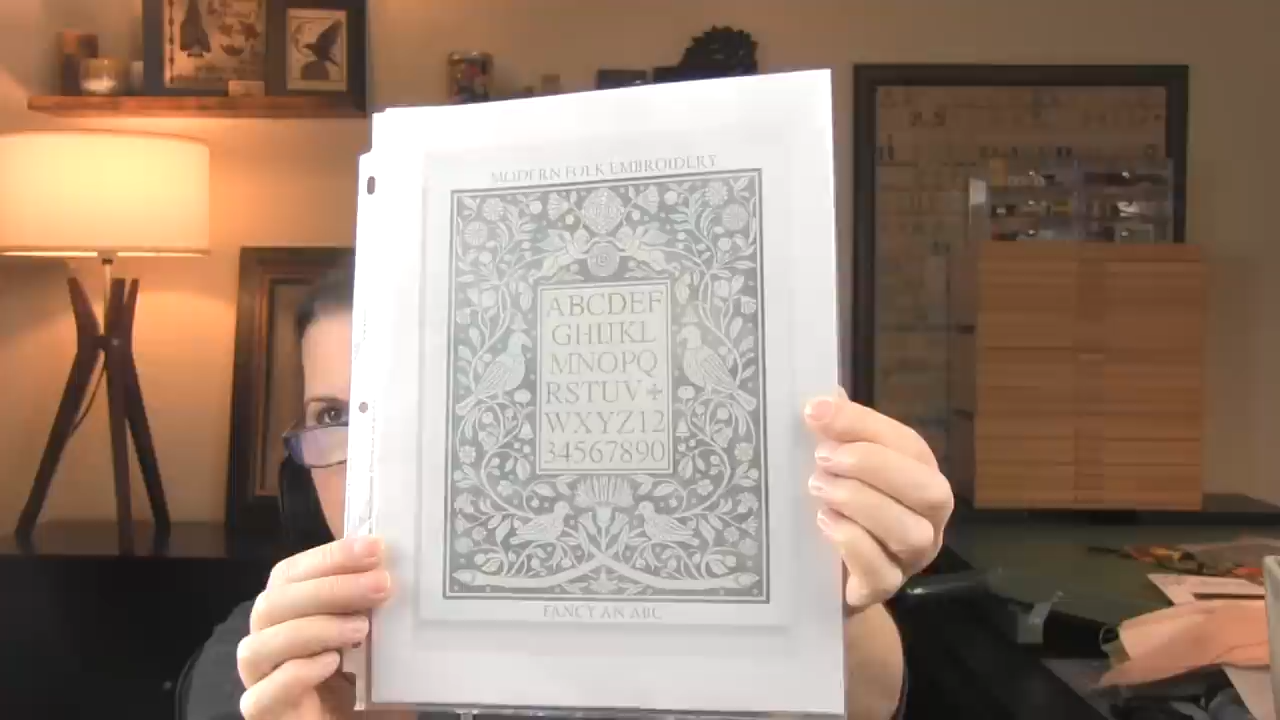 MODERN FOLK EMBROIDERY
ABCDEF
GHIJKL
MNOPQ
RSTUV+
WXYZ12
34567890
FANCY AN ABC